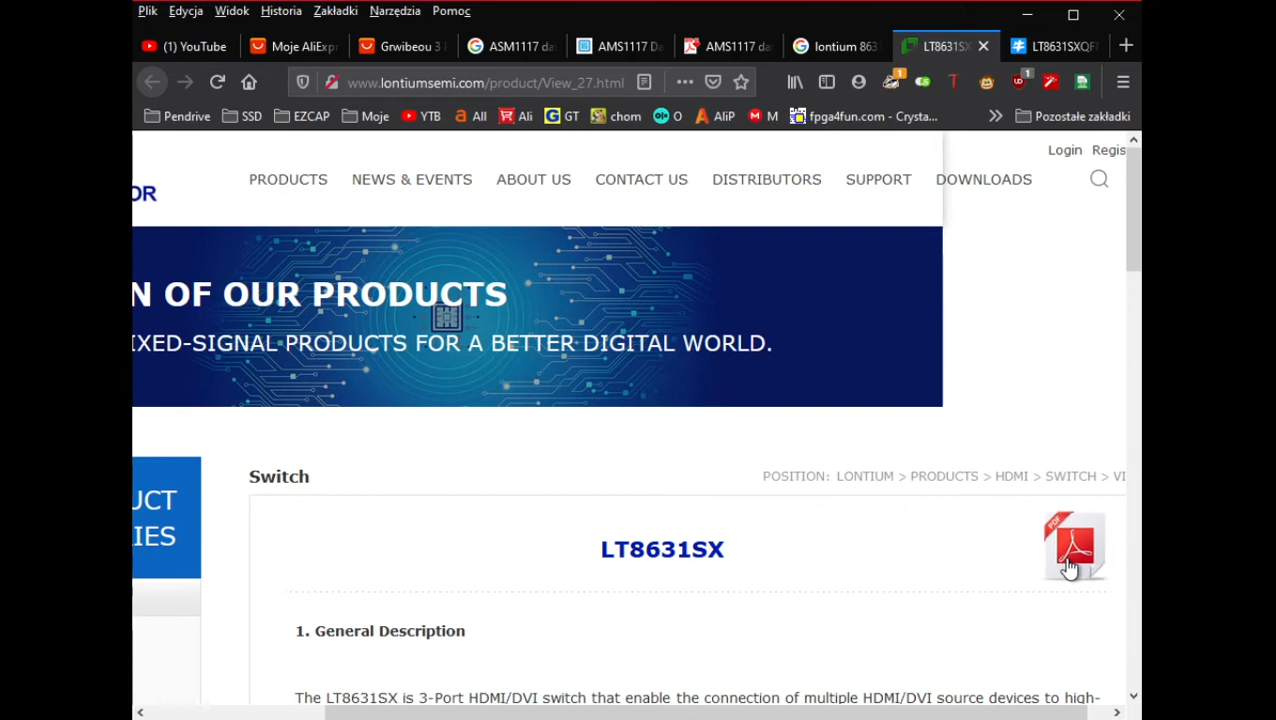 Plik Edycja Widok Historia Zakładki Narzędzia Pomoc
(1) YouTube Moje AliExpr Grwibeou 3 ASM1117 da AMS1117 Da AMS1117 da lontium 863 LT8631SX LT8631SXQF
www.lontiumsemi.com/product/View_27.html 1 1
Pendrive SSD EZCAP Moje YTB All Ali GT chom O AliP M fpga4fun.com - Crysta... Pozostałe zakładki
Login Regis
OR PRODUCTS NEWS & EVENTS ABOUT US CONTACT US DISTRIBUTORS SUPPORT DOWNLOADS
N OF OUR PRODUCTS
IXED-SIGNAL PRODUCTS FOR A BETTER DIGITAL WORLD.
UCT
IES
Switch POSITION: LONTIUM > PRODUCTS > HDMI > SWITCH > VI
PDF
LT8631SX
1. General Description
The LT8631SX is 3-Port HDMI/DVI switch that enable the connection of multiple HDMI/DVI source devices to high-